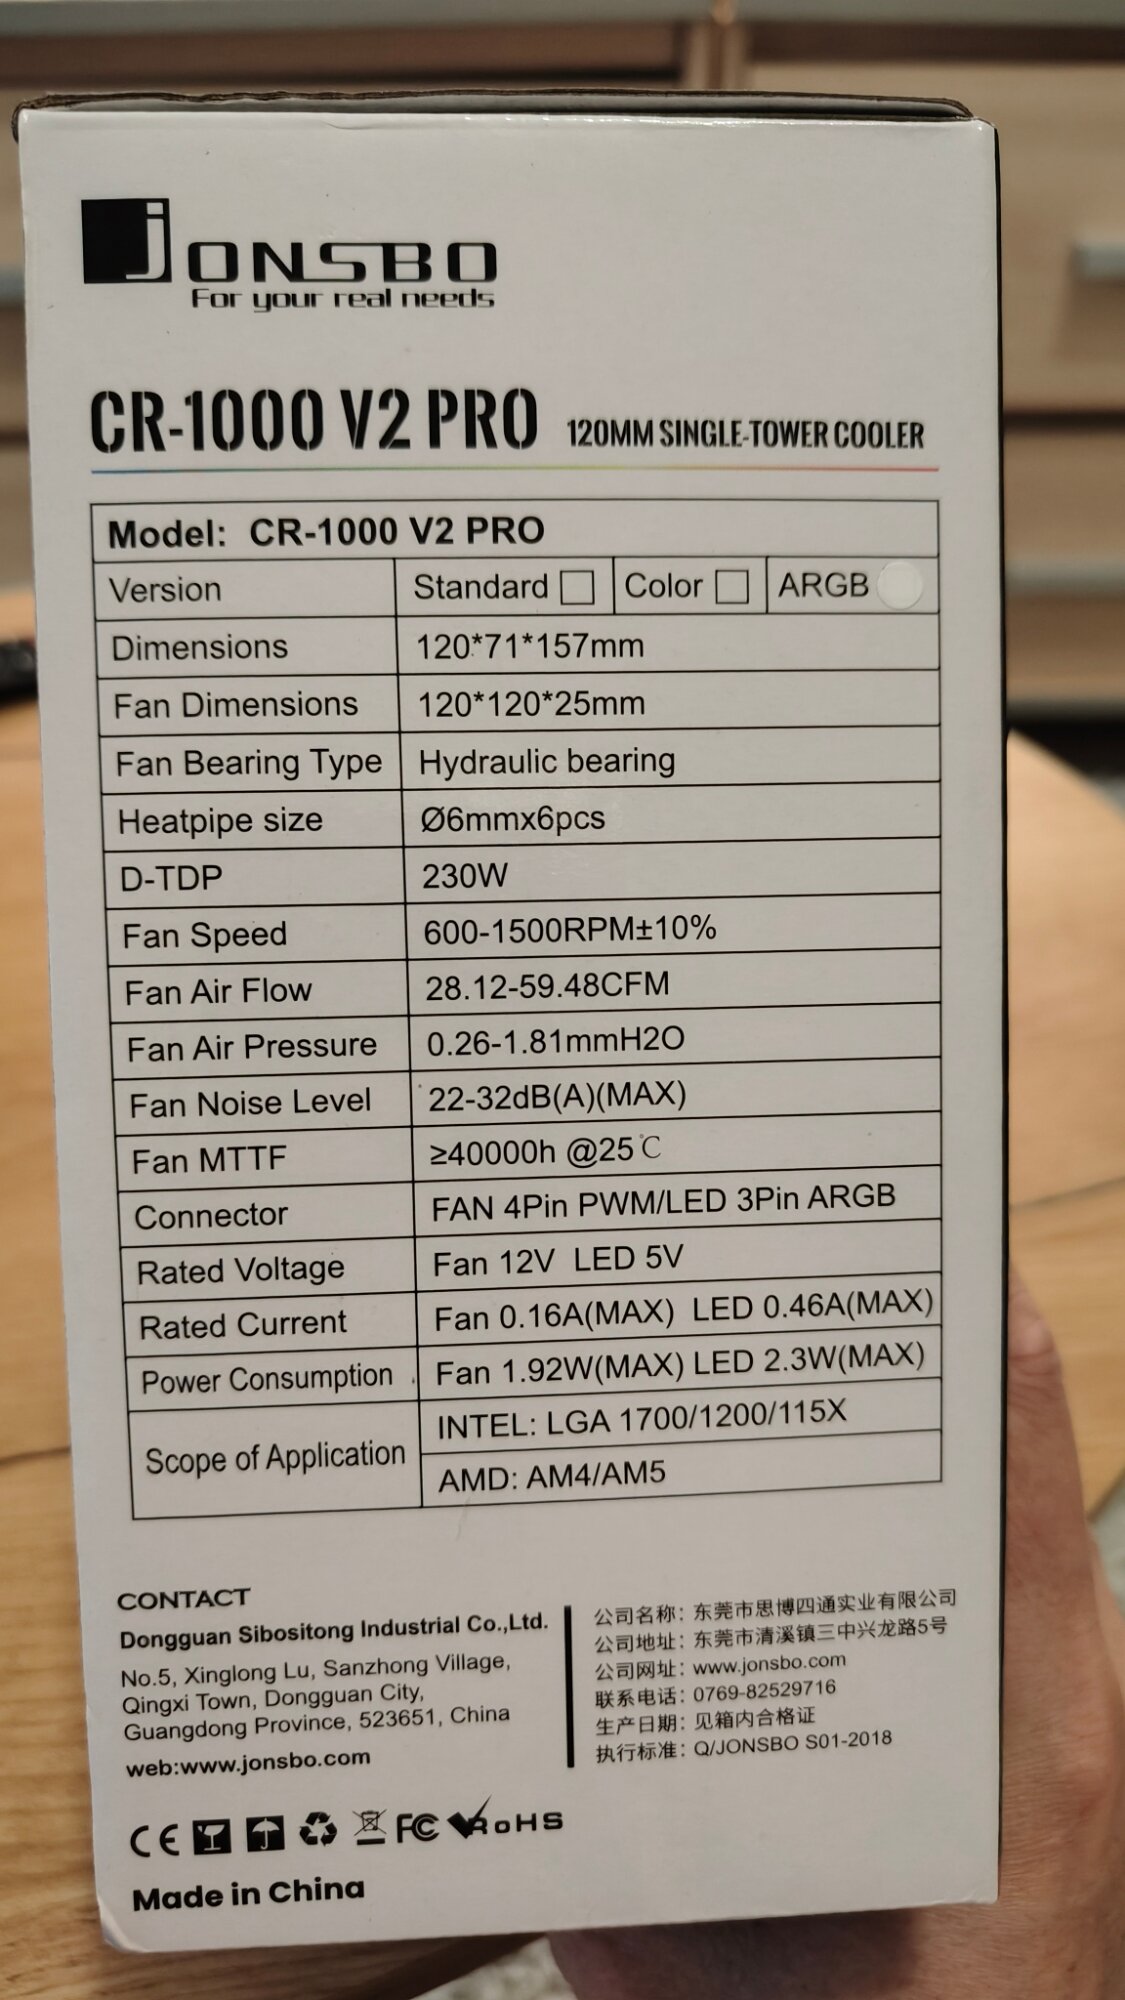 JONSBO
For your real needs
CR-1000 V2 PRO 120MM SINGLE-TOWER COOLER
Model: CR-1000 V2 PRO
Version Standard Color ARGB
Dimensions 120*71*157mm
Fan Dimensions 120*120*25mm
Fan Bearing Type Hydraulic bearing
Heatpipe size Ø6mmx6pcs
D-TDP 230W
Fan Speed 600-1500RPM±10%
Fan Air Flow 28.12-59.48CFM
Fan Air Pressure 0.26-1.81mmH2O
Fan Noise Level 22-32dB(A)(MAX)
Fan MTTF ≥40000h @25℃
Connector FAN 4Pin PWM/LED 3Pin ARGB
Rated Voltage Fan 12V LED 5V
Rated Current Fan 0.16A(MAX) LED 0.46A(MAX)
Power Consumption Fan 1.92W(MAX) LED 2.3W(MAX)
Scope of Application INTEL: LGA 1700/1200/115X
AMD: AM4/AM5
CONTACT
Dongguan Sibositong Industrial Co.,Ltd.
No.5, Xinglong Lu, Sanzhong Village,
Qingxi Town, Dongguan City,
Guangdong Province, 523651, China
web:www.jonsbo.com
公司名称：东莞市思博四通实业有限公司
公司地址：东莞市清溪镇三中兴龙路5号
公司网址：www.jonsbo.com
联系电话：0769-82529716
生产日期：见箱内合格证
执行标准：Q/JONSBO S01-2018
CE FC RoHS
Made in China